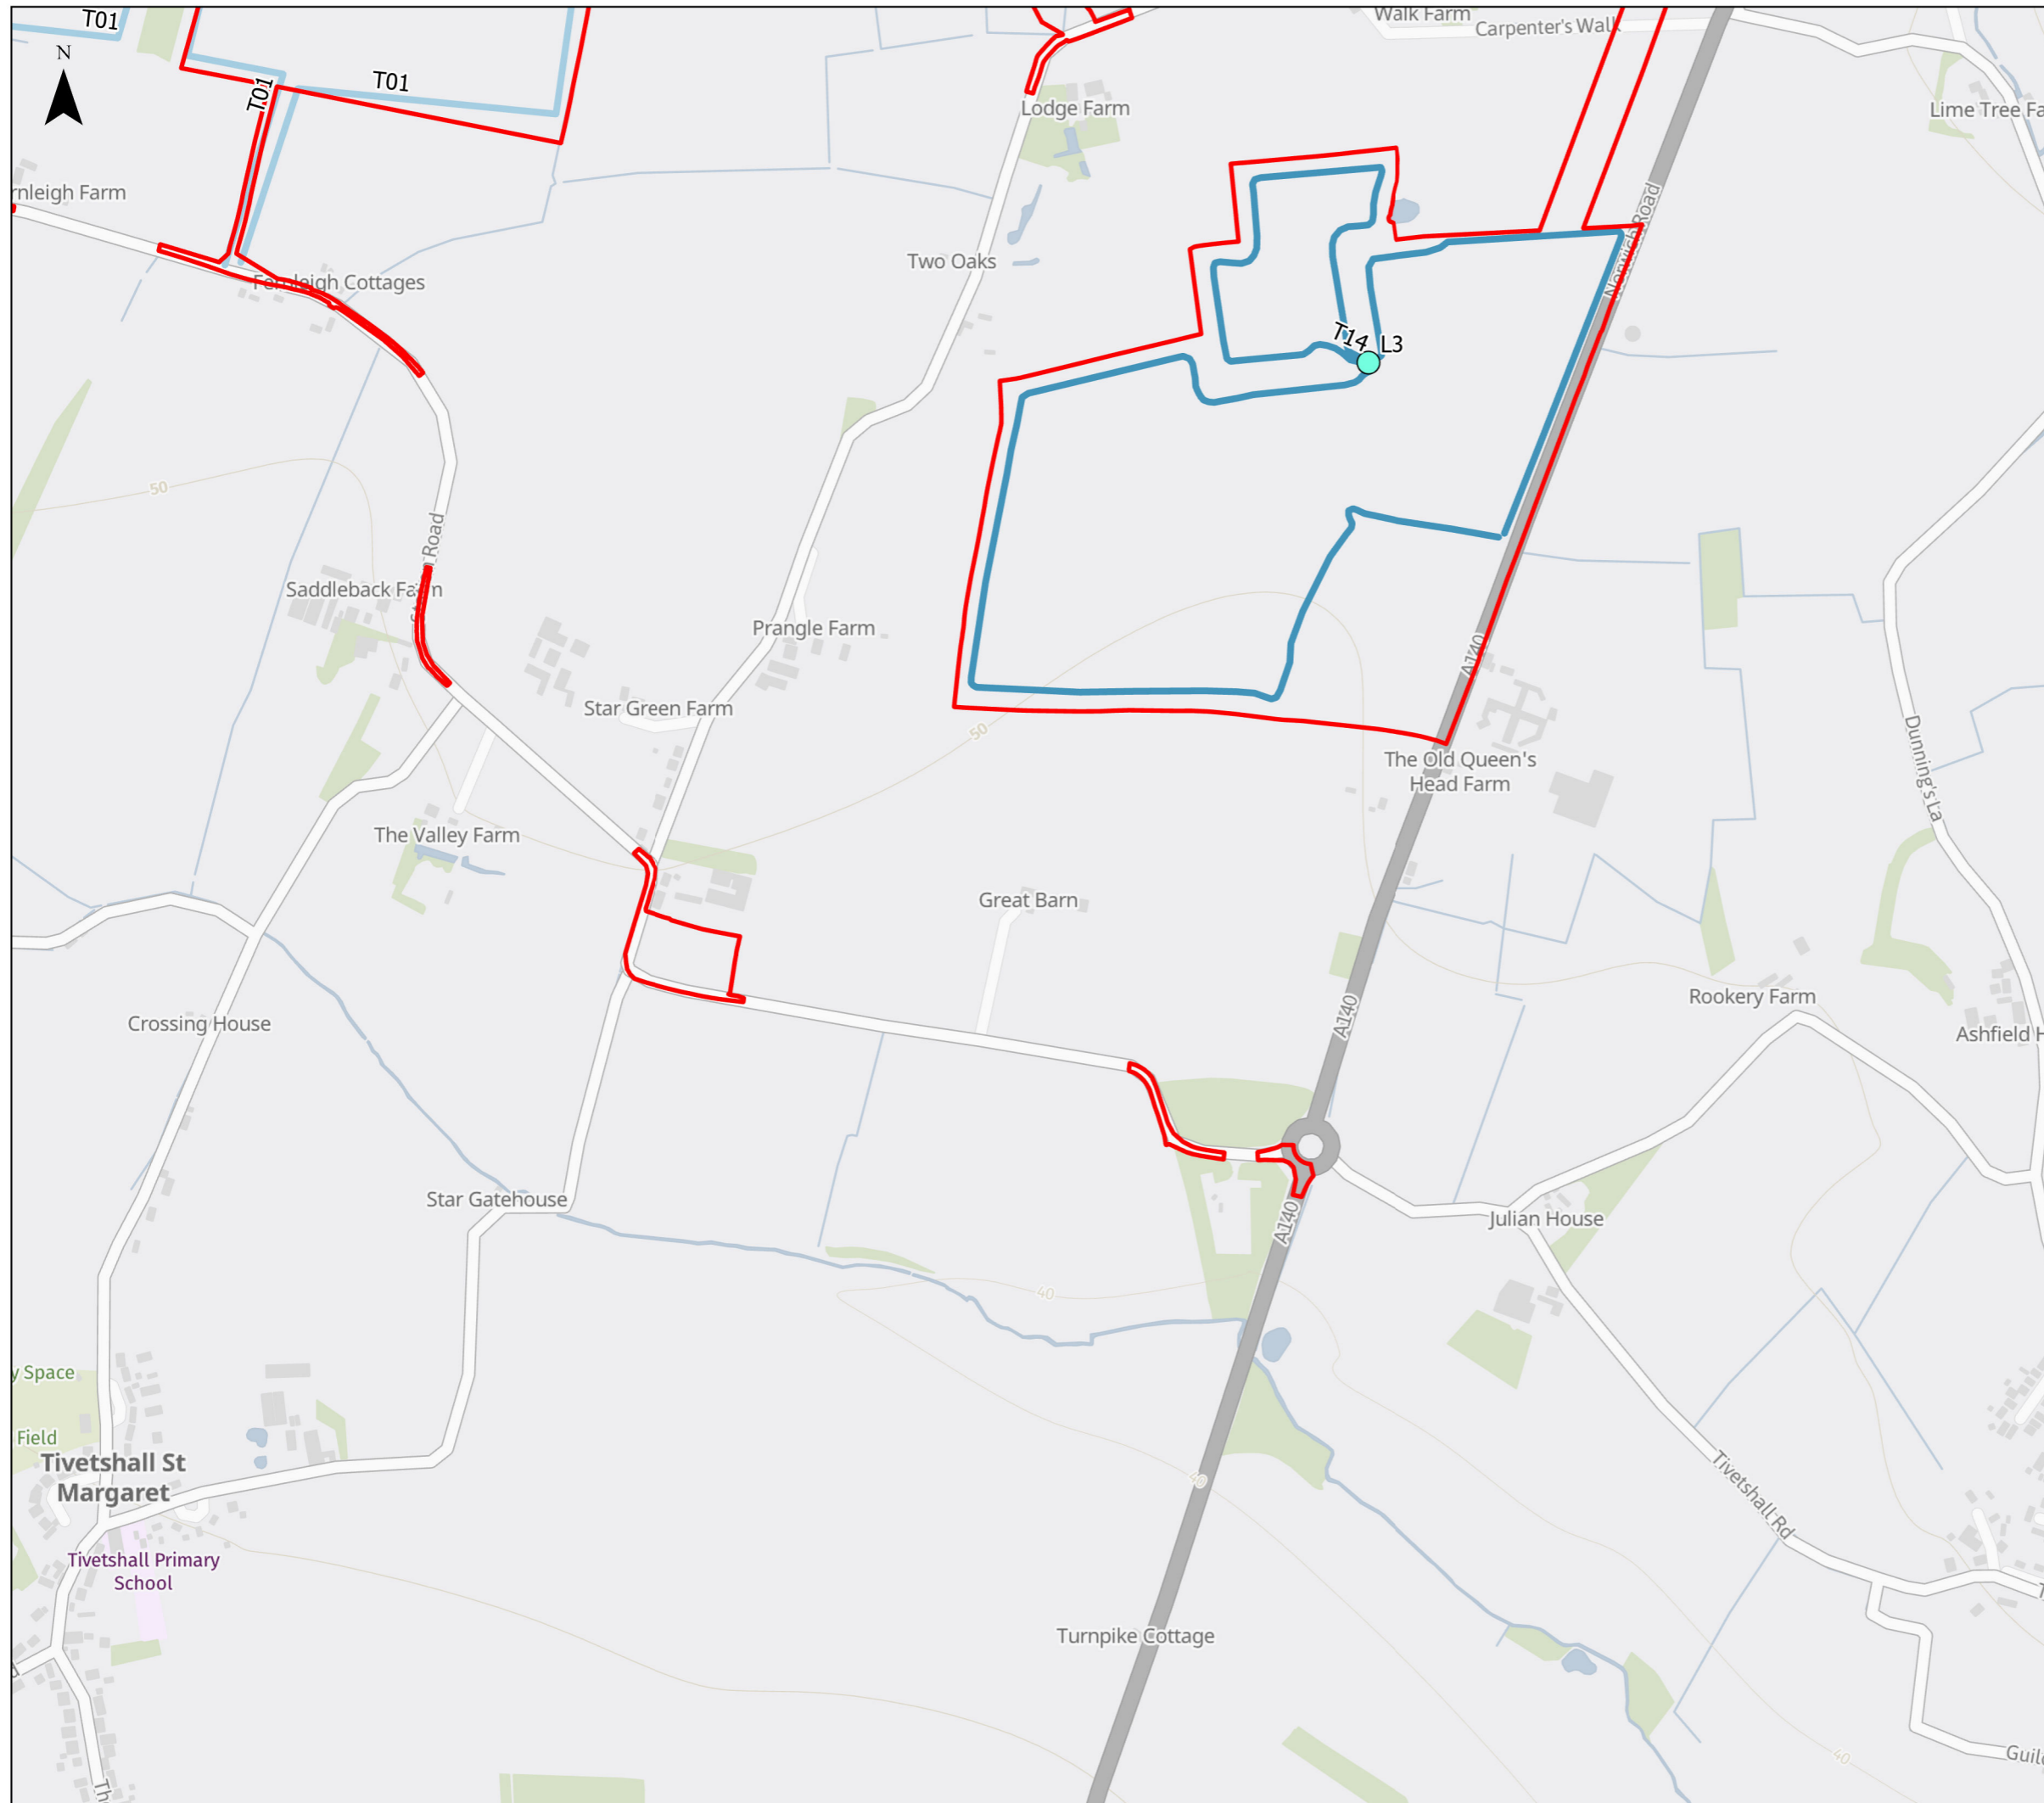 T01
Walk Farm
Carpenter's Walk
N
T01
T01
Lodge Farm
Lime Tree Fa
rnleigh Farm
Norwich Road
Two Oaks
Fernleigh Cottages
T14
L3
50
Road
Saddleback Farm
Prangle Farm
A140
Star Green Farm
50
The Old Queen's
Head Farm
Dunning's La
The Valley Farm
Great Barn
Rookery Farm
A140
Crossing House
Ashfield H
Star Gatehouse
A140
Julian House
40
y Space
Field
Tivetshall St
Margaret
40
Tivetshall Rd
Tivetshall Primary
School
Turnpike Cottage
40
Guil
Th